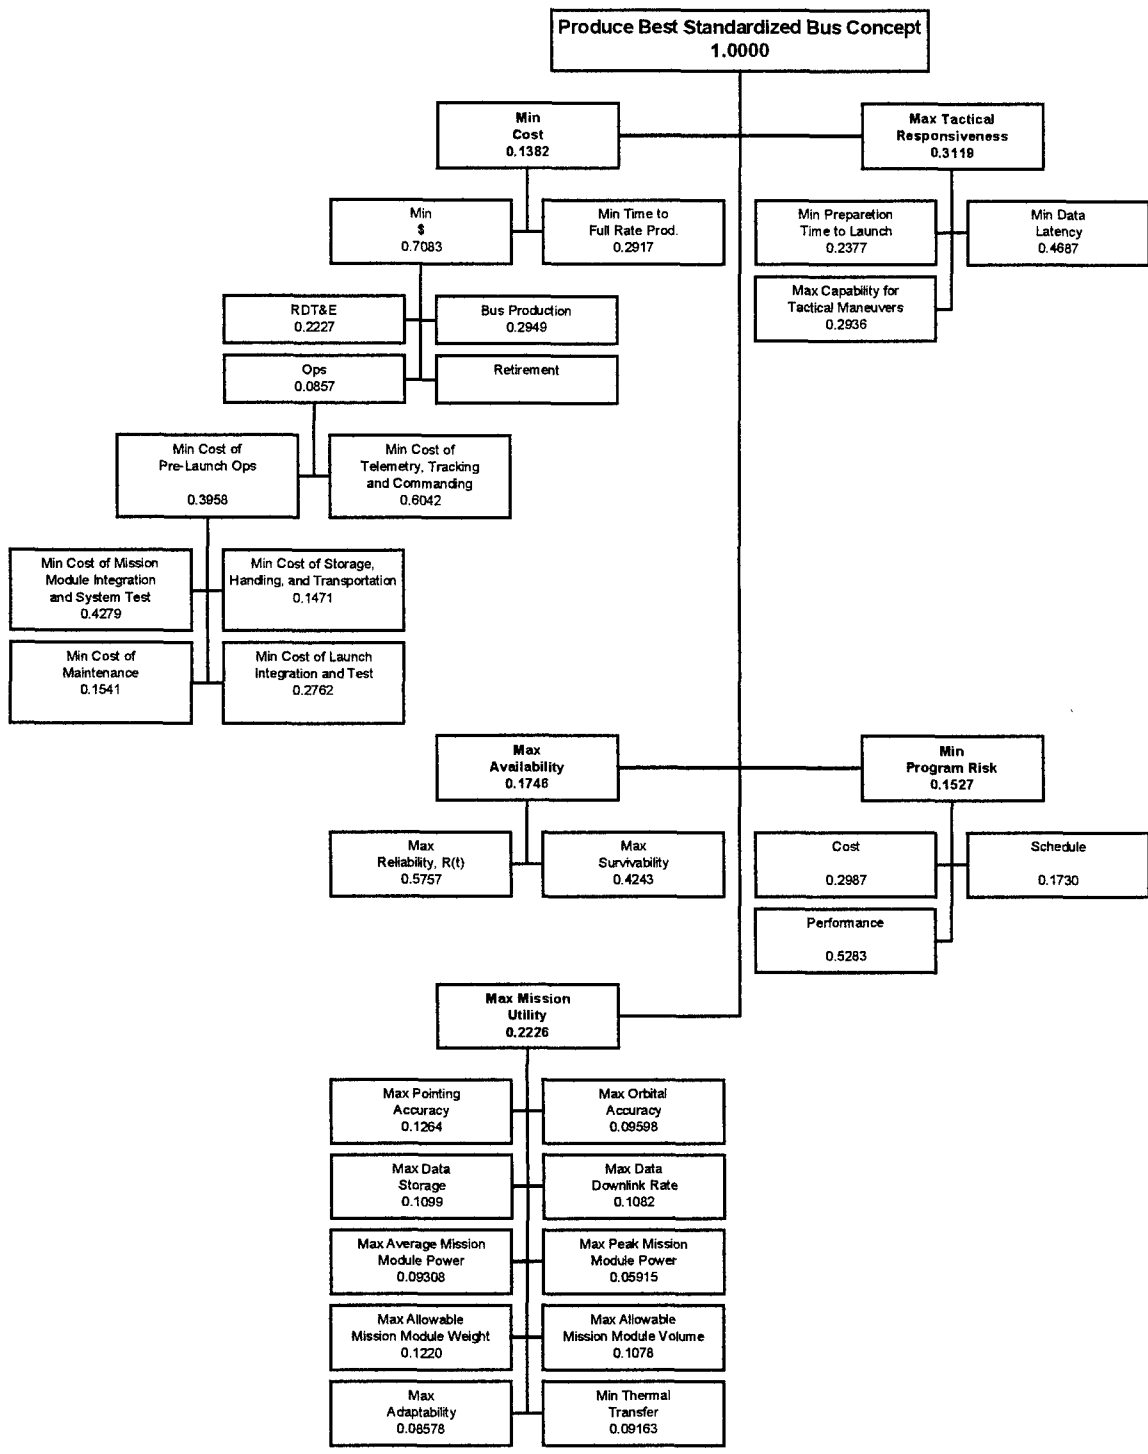 Produce Best Standardized Bus Concept
1.0000
Min
Cost
0.1382
Max Tactical
Responsiveness
0.3119
Min
$
0.7083
Min Time to
Full Rate Prod.
0.2917
Min Preparetion
Time to Launch
0.2377
Min Data
Latency
0.4687
Max Capability for
Tactical Maneuvers
0.2936
RDT&E
0.2227
Bus Production
0.2949
Ops
0.0857
Retirement
Min Cost of
Pre-Launch Ops
0.3958
Min Cost of
Telemetry, Tracking
and Commanding
0.6042
Min Cost of Mission
Module Integration
and System Test
0.4279
Min Cost of Storage,
Handling, and Transportation
0.1471
Min Cost of
Maintenance
0.1541
Min Cost of Launch
Integration and Test
0.2762
Max
Availability
0.1746
Min
Program Risk
0.1527
Max
Reliability, R(t)
0.5757
Max
Survivability
0.4243
Cost
0.2987
Schedule
0.1730
Performance
0.5283
Max Mission
Utility
0.2226
Max Pointing
Accuracy
0.1264
Max Orbital
Accuracy
0.09598
Max Data
Storage
0.1099
Max Data
Downlink Rate
0.1082
Max Average Mission
Module Power
0.09308
Max Peak Mission
Module Power
0.05915
Max Allowable
Mission Module Weight
0.1220
Max Allowable
Mission Module Volume
0.1078
Max
Adaptability
0.08578
Min Thermal
Transfer
0.09163